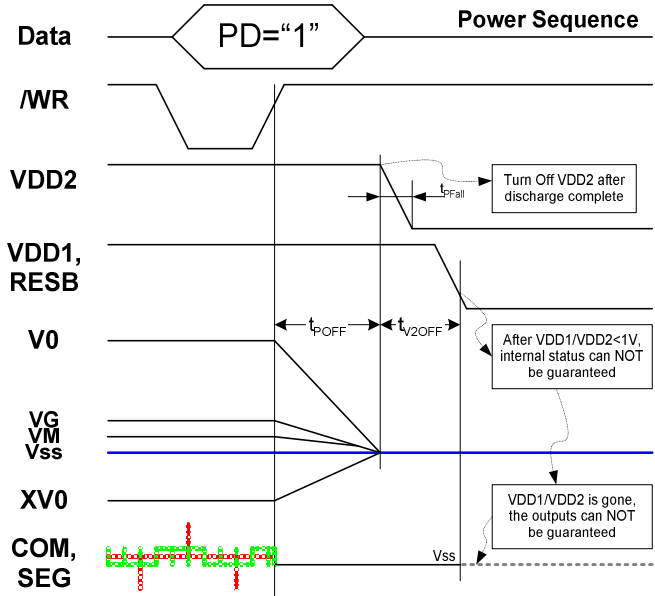 Power Sequence
Data
PD=“1”
/WR
VDD2
Turn Off VDD2 after
discharge complete
tPFall
VDD1,
RESB
tPOFF
tV2OFF
V0
After VDD1/VDD2<1V,
internal status can NOT
be guaranteed
VG
VM
Vss
XV0
VDD1/VDD2 is gone,
the outputs can NOT
be guaranteed
COM,
SEG
Vss